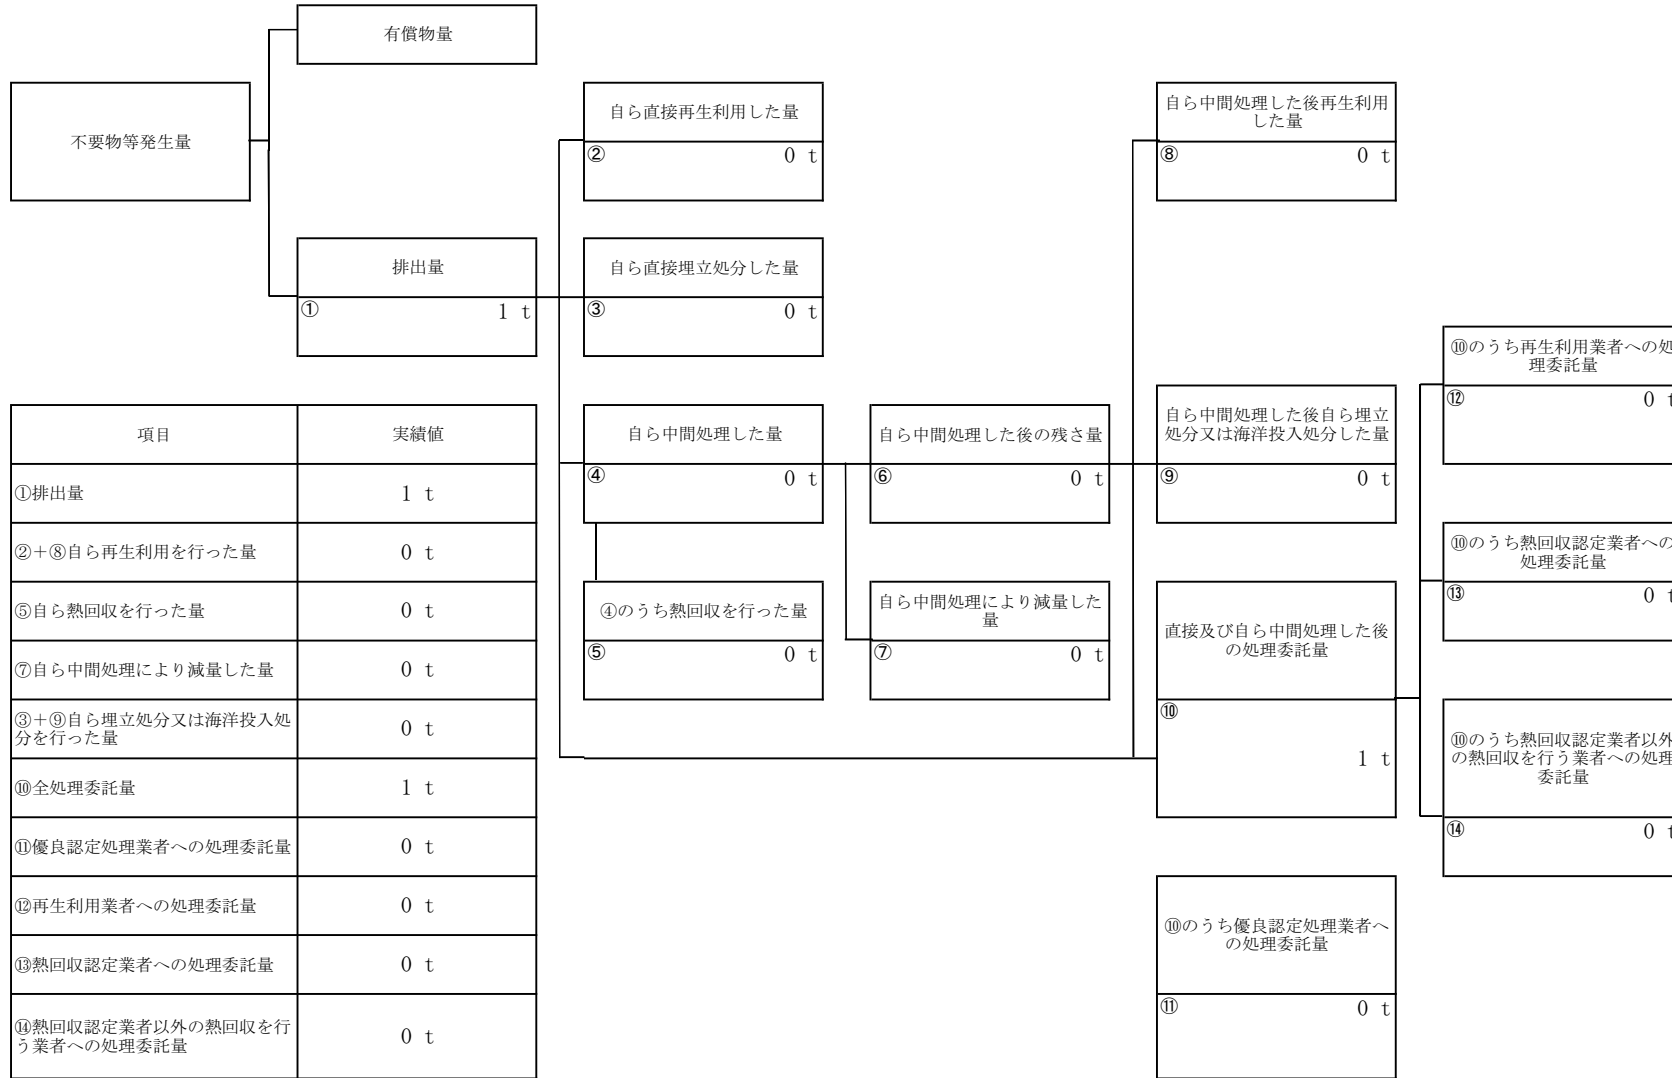 有償物量
不要物等発生量
自ら直接再生利用した量
② 0 t
自ら中間処理した後再生利用
した量
⑧ 0 t
排出量
① 1 t
自ら直接埋立処分した量
③ 0 t
⑩のうち再生利用業者への処
理委託量
⑫ 0 t
自ら中間処理した量
④ 0 t
自ら中間処理した後の残さ量
⑥ 0 t
自ら中間処理した後自ら埋立
処分又は海洋投入処分した量
⑨ 0 t
⑩のうち熱回収認定業者への
処理委託量
⑬ 0 t
④のうち熱回収を行った量
⑤ 0 t
自ら中間処理により減量した
量
⑦ 0 t
直接及び自ら中間処理した後
の処理委託量
⑩
1 t
⑩のうち熱回収認定業者以外
の熱回収を行う業者への処理
委託量
⑭ 0 t
⑩のうち優良認定処理業者へ
の処理委託量
⑪ 0 t
項目 実績値
①排出量 1 t
②+⑧自ら再生利用を行った量 0 t
⑤自ら熱回収を行った量 0 t
⑦自ら中間処理により減量した量 0 t
③+⑨自ら埋立処分又は海洋投入処
分を行った量 0 t
⑩全処理委託量 1 t
⑪優良認定処理業者への処理委託量 0 t
⑫再生利用業者への処理委託量 0 t
⑬熱回収認定業者への処理委託量 0 t
⑭熱回収認定業者以外の熱回収を行
う業者への処理委託量 0 t